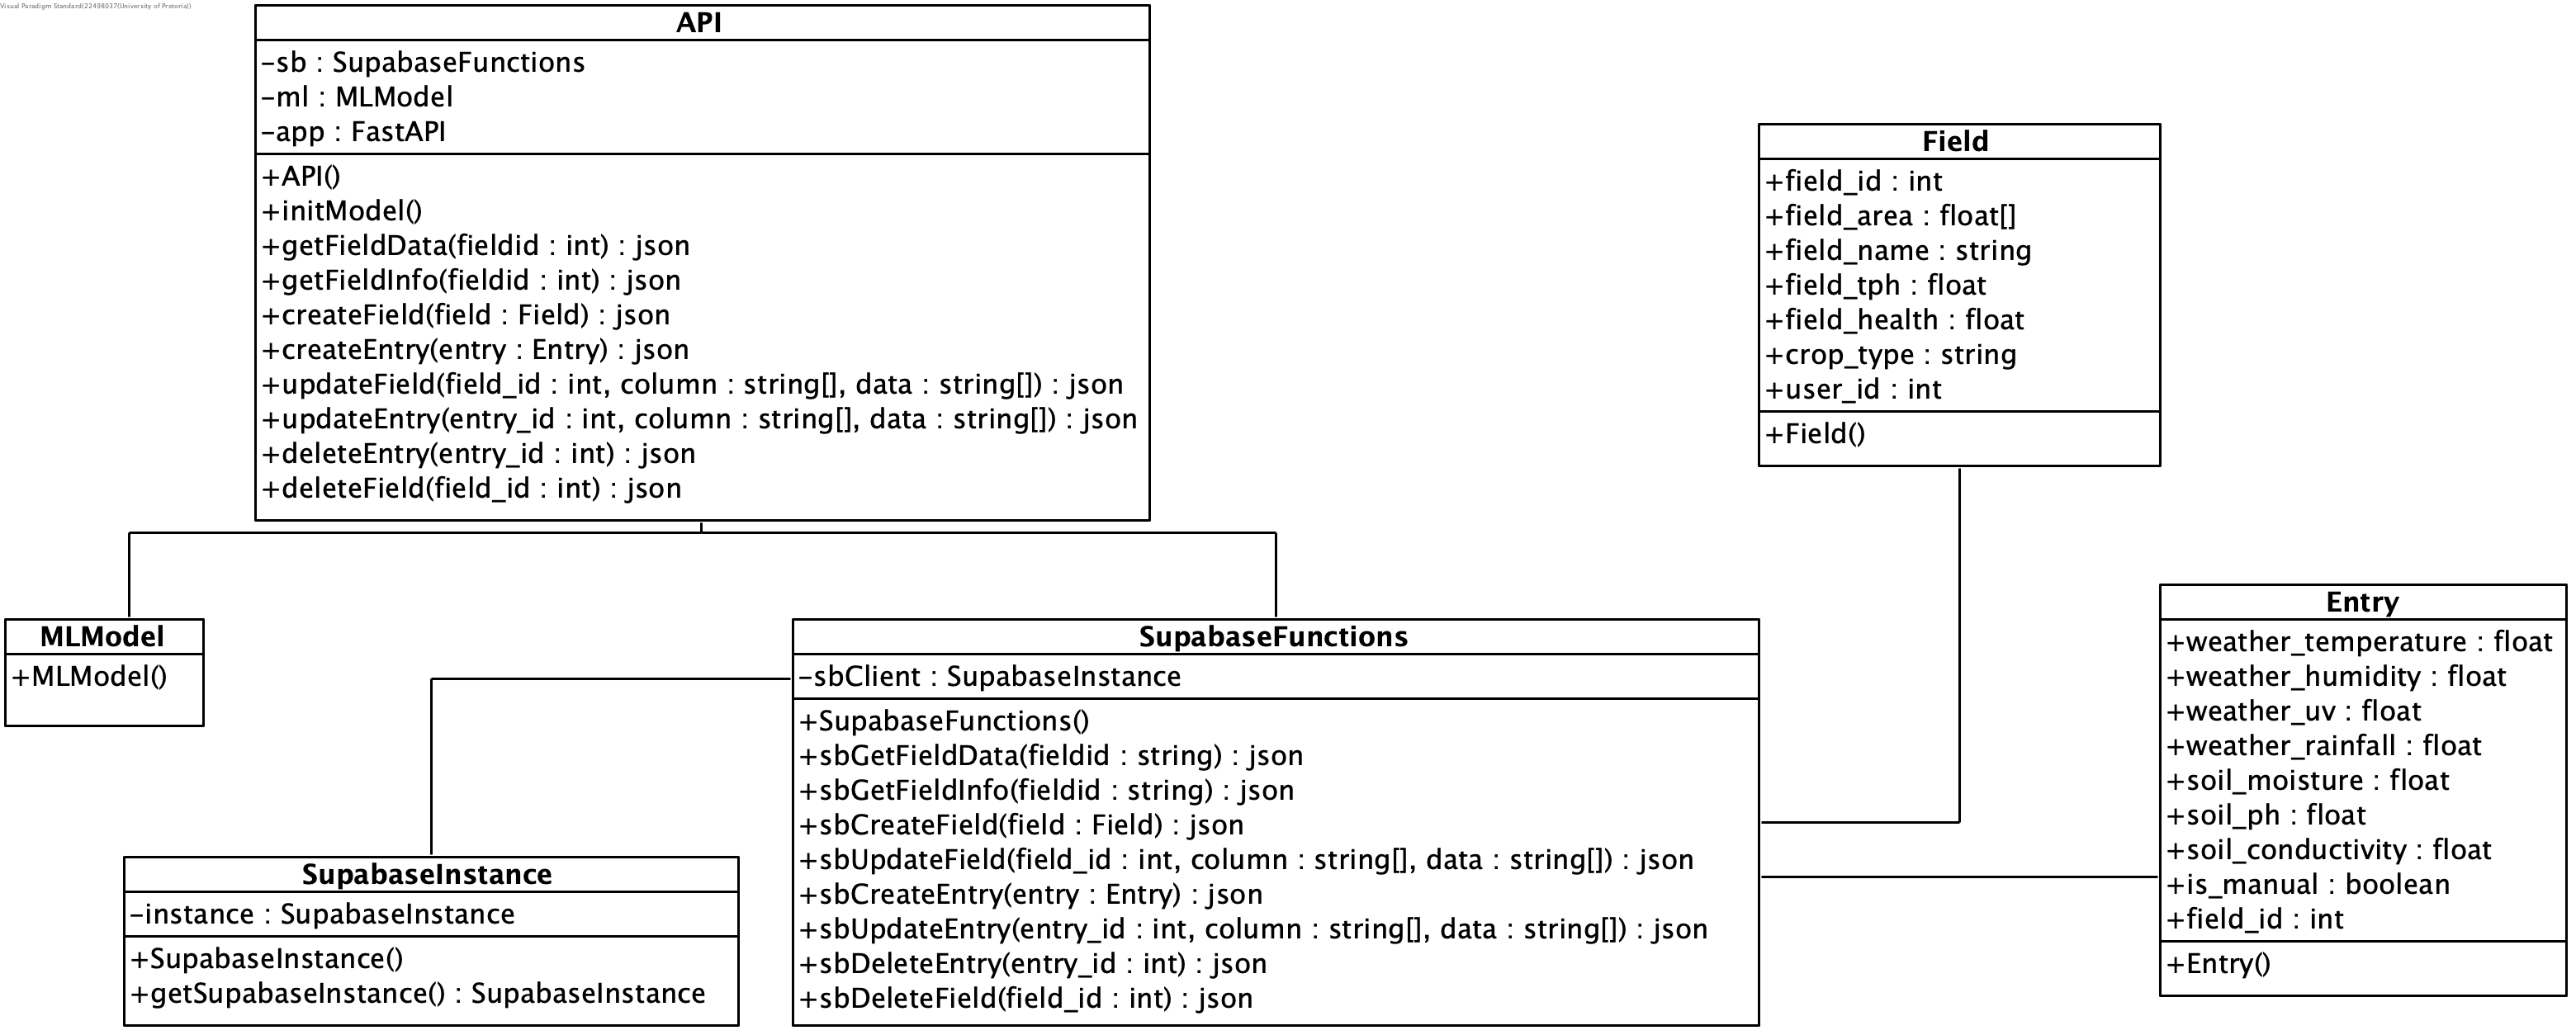 Visual Paradigm Standard(22498037(University of Pretoria))
API
-sb : SupabaseFunctions
-ml : MLModel
-app : FastAPI
+API()
+initModel()
+getFieldData(fieldid : int) : json
+getFieldInfo(fieldid : int) : json
+createField(field : Field) : json
+createEntry(entry : Entry) : json
+updateField(field_id : int, column : string[], data : string[]) : json
+updateEntry(entry_id : int, column : string[], data : string[]) : json
+deleteEntry(entry_id : int) : json
+deleteField(field_id : int) : json
Field
+field_id : int
+field_area : float[]
+field_name : string
+field_tph : float
+field_health : float
+crop_type : string
+user_id : int
+Field()
MLModel
+MLModel()
SupabaseFunctions
-sbClient : SupabaseInstance
+SupabaseFunctions()
+sbGetFieldData(fieldid : string) : json
+sbGetFieldInfo(fieldid : string) : json
+sbCreateField(field : Field) : json
+sbUpdateField(field_id : int, column : string[], data : string[]) : json
+sbCreateEntry(entry : Entry) : json
+sbUpdateEntry(entry_id : int, column : string[], data : string[]) : json
+sbDeleteEntry(entry_id : int) : json
+sbDeleteField(field_id : int) : json
Entry
+weather_temperature : float
+weather_humidity : float
+weather_uv : float
+weather_rainfall : float
+soil_moisture : float
+soil_ph : float
+soil_conductivity : float
+is_manual : boolean
+field_id : int
+Entry()
SupabaseInstance
-instance : SupabaseInstance
+SupabaseInstance()
+getSupabaseInstance() : SupabaseInstance